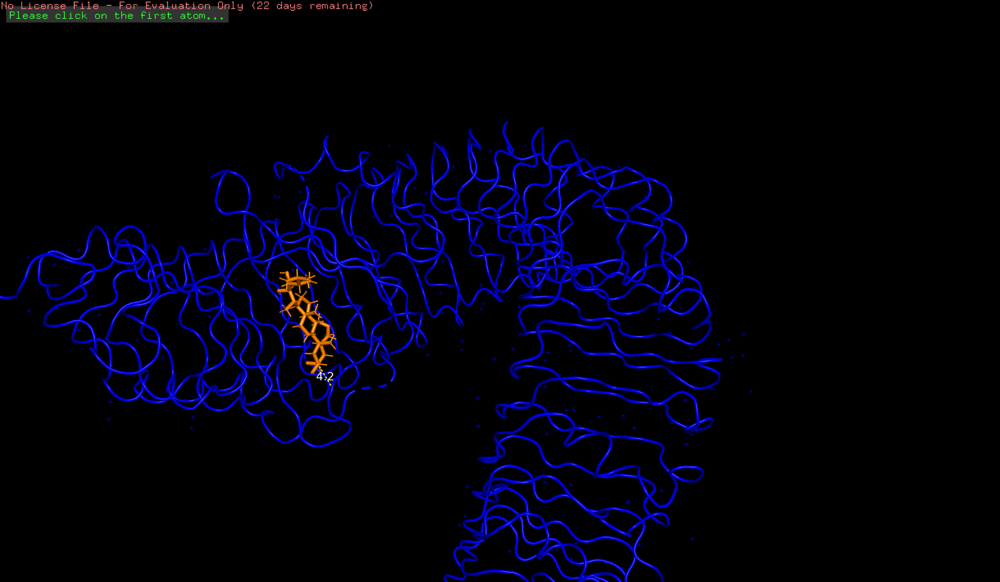 No License File - For Evaluation Only (22 days remaining)
Please click on the first atom...
4.2